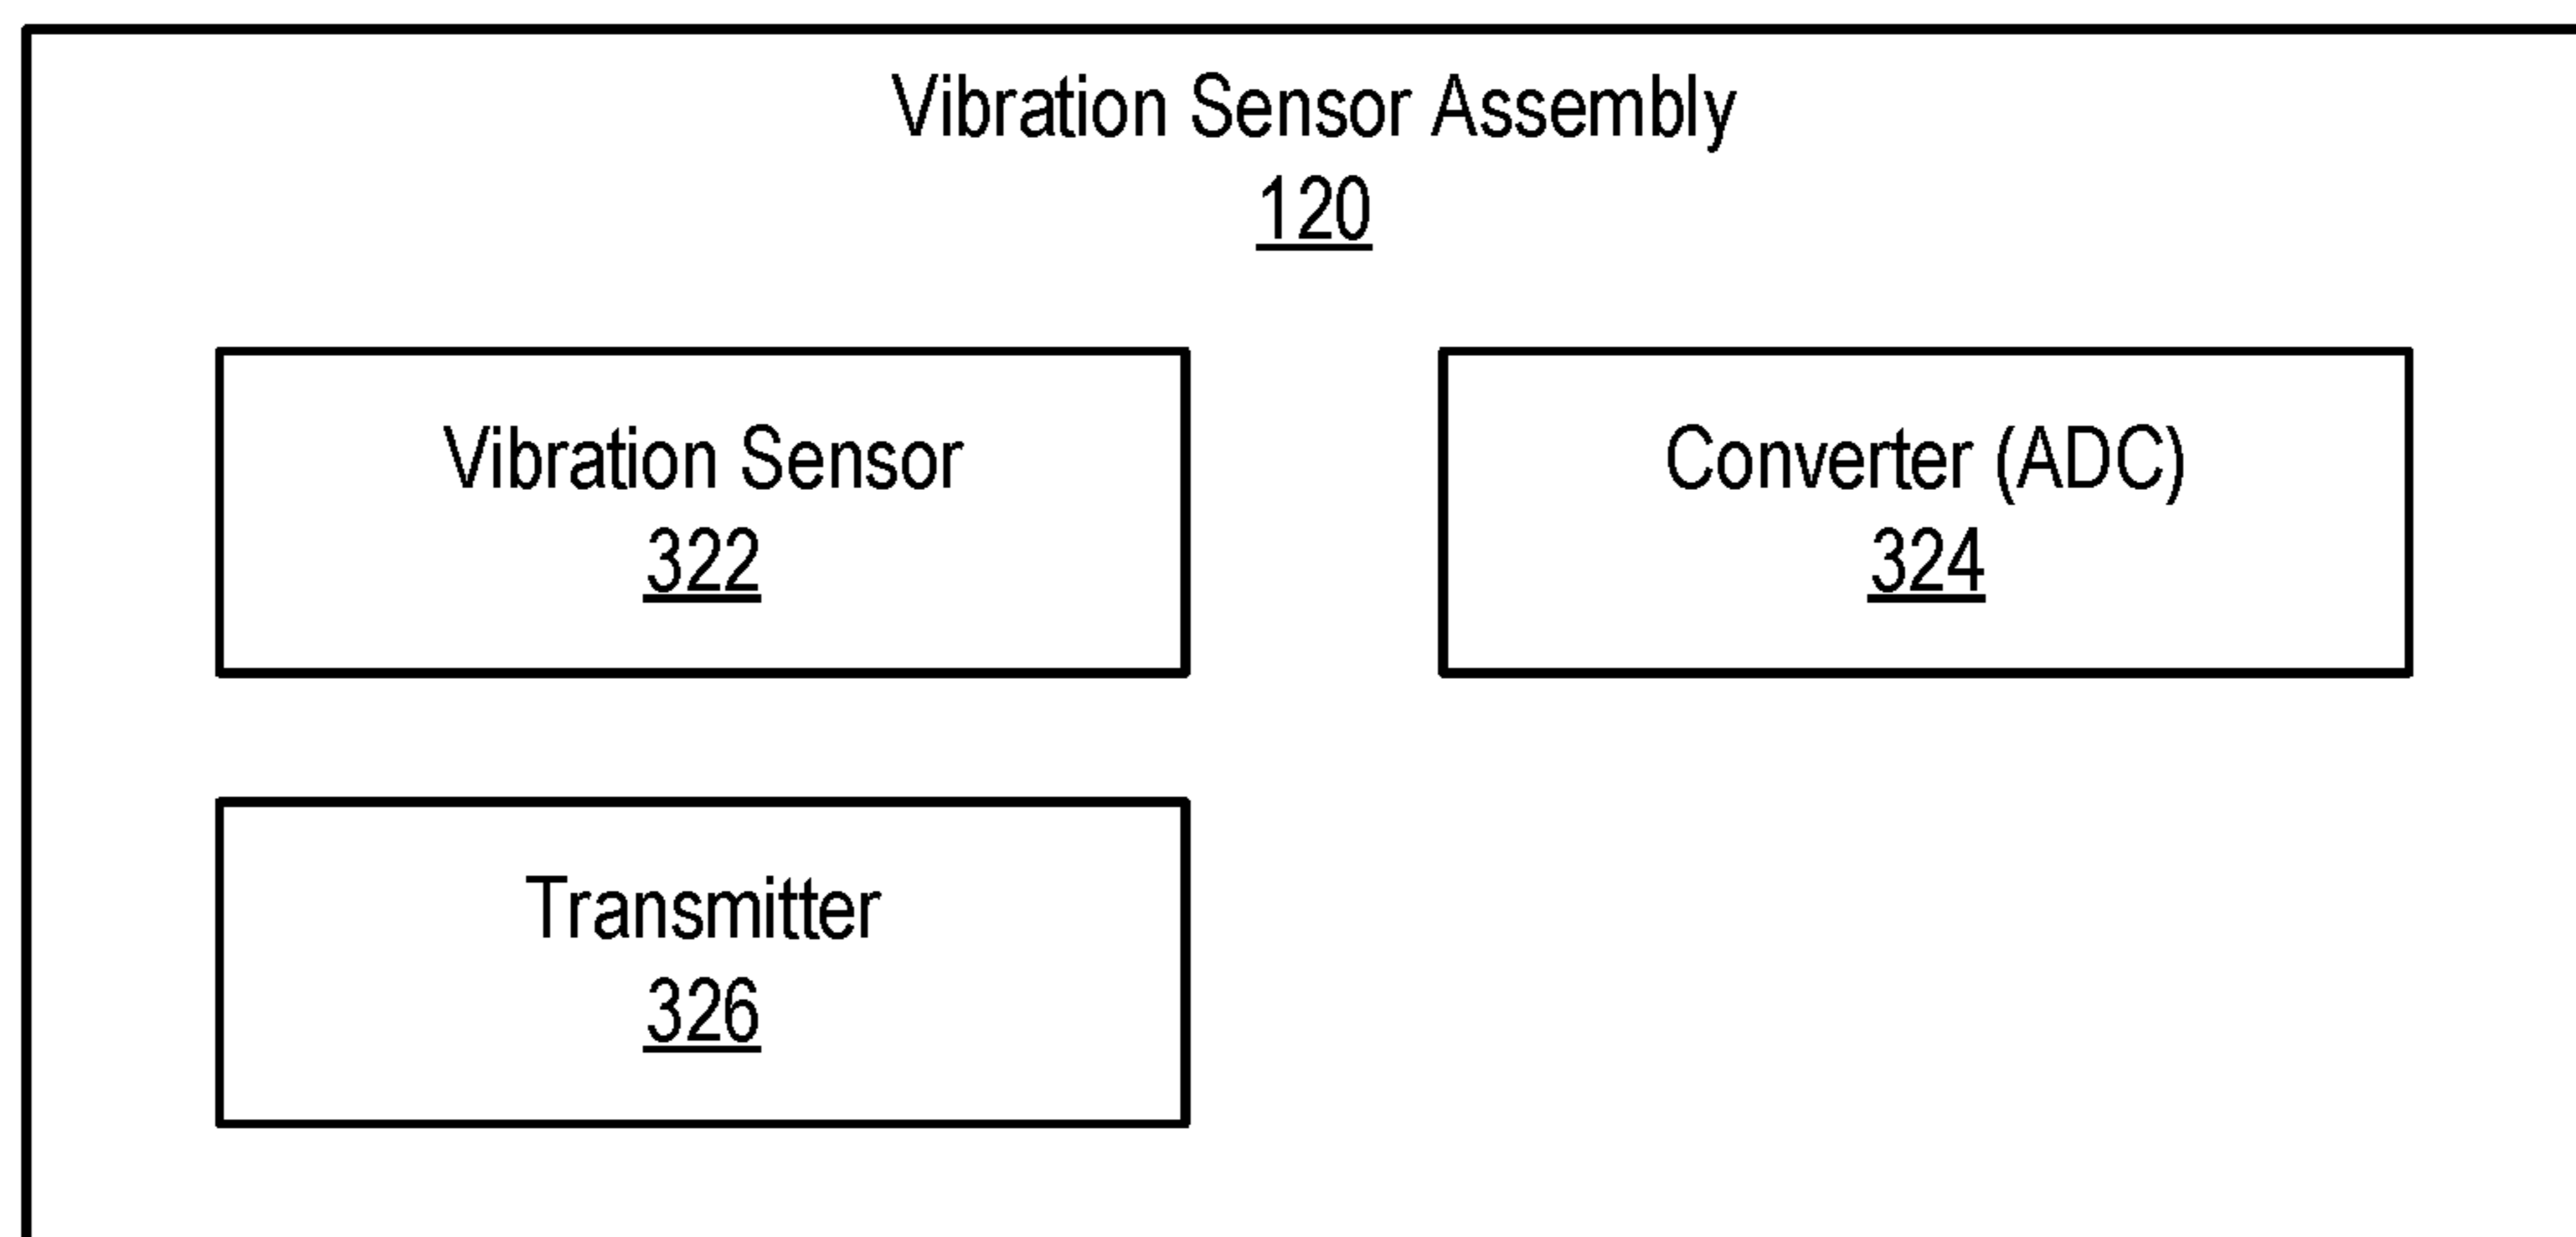 Vibration Sensor Assembly
120
Vibration Sensor
322
Converter (ADC)
324
Transmitter
326